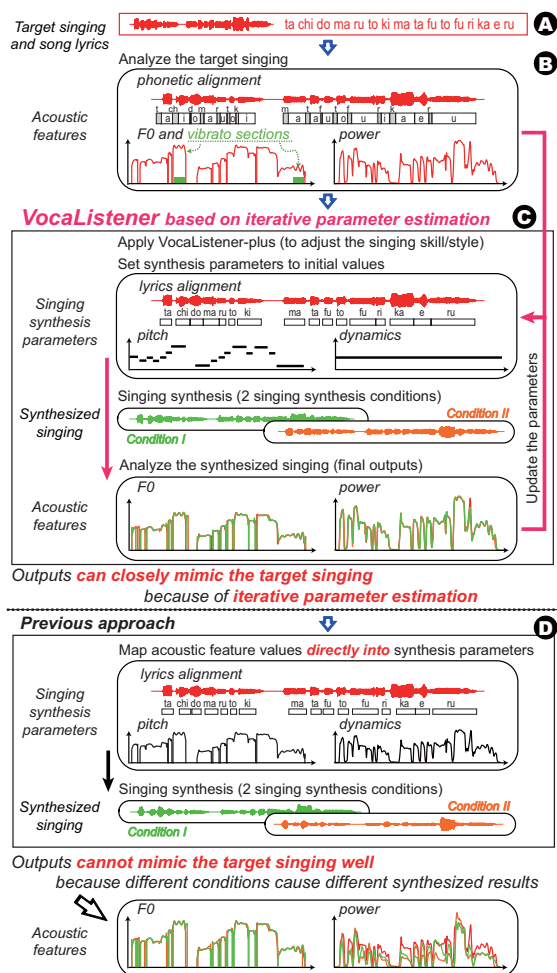 Target singing and song lyrics
ta chi do ma ru to ki ma ta fu to fu ri ka e ru
A
B
Analyze the target singing
phonetic alignment
t ch d m r t k m t f t f r k r
a i o a u o i a a u o u i a e u
Acoustic features
F0 and vibrato sections
power
VocaListener based on iterative parameter estimation
C
Apply VocaListener-plus (to adjust the singing skill/style)
Set synthesis parameters to initial values
Singing synthesis parameters
lyrics alignment
ta chi do ma ru to ki ma ta fu to fu ri ka e ru
pitch
dynamics
Update the parameters
Singing synthesis (2 singing synthesis conditions)
Synthesized singing
Condition I
Condition II
Analyze the synthesized singing (final outputs)
Acoustic features
F0
power
Outputs can closely mimic the target singing
because of iterative parameter estimation
Previous approach
D
Map acoustic feature values directly into synthesis parameters
Singing synthesis parameters
lyrics alignment
ta chi do ma ru to ki ma ta fu to fu ri ka e ru
pitch
dynamics
Singing synthesis (2 singing synthesis conditions)
Synthesized singing
Condition I
Condition II
Outputs cannot mimic the target singing well
because different conditions cause different synthesized results
Acoustic features
F0
power